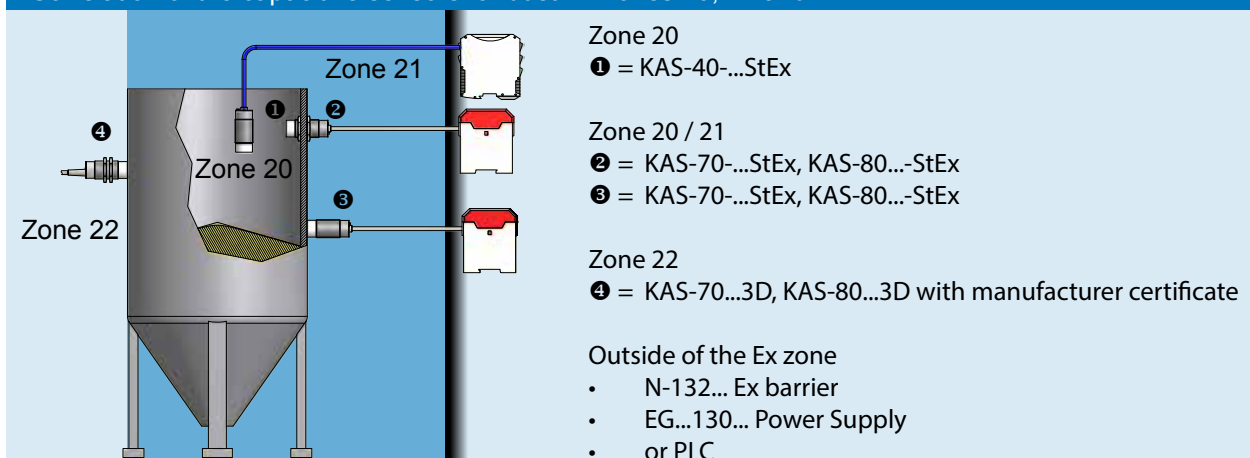 Zone 20
❶ = KAS-40-...StEx
Zone 20 / 21
❷ = KAS-70-...StEx, KAS-80...-StEx
❸ = KAS-70-...StEx, KAS-80...-StEx
Zone 22
❹ = KAS-70...3D, KAS-80...3D with manufacturer certificate
Outside of the Ex zone
• N-132... Ex barrier
• EG...130... Power Supply
• or PLC
Zone 21
❶ ❷
❹
Zone 20
❸
Zone 22